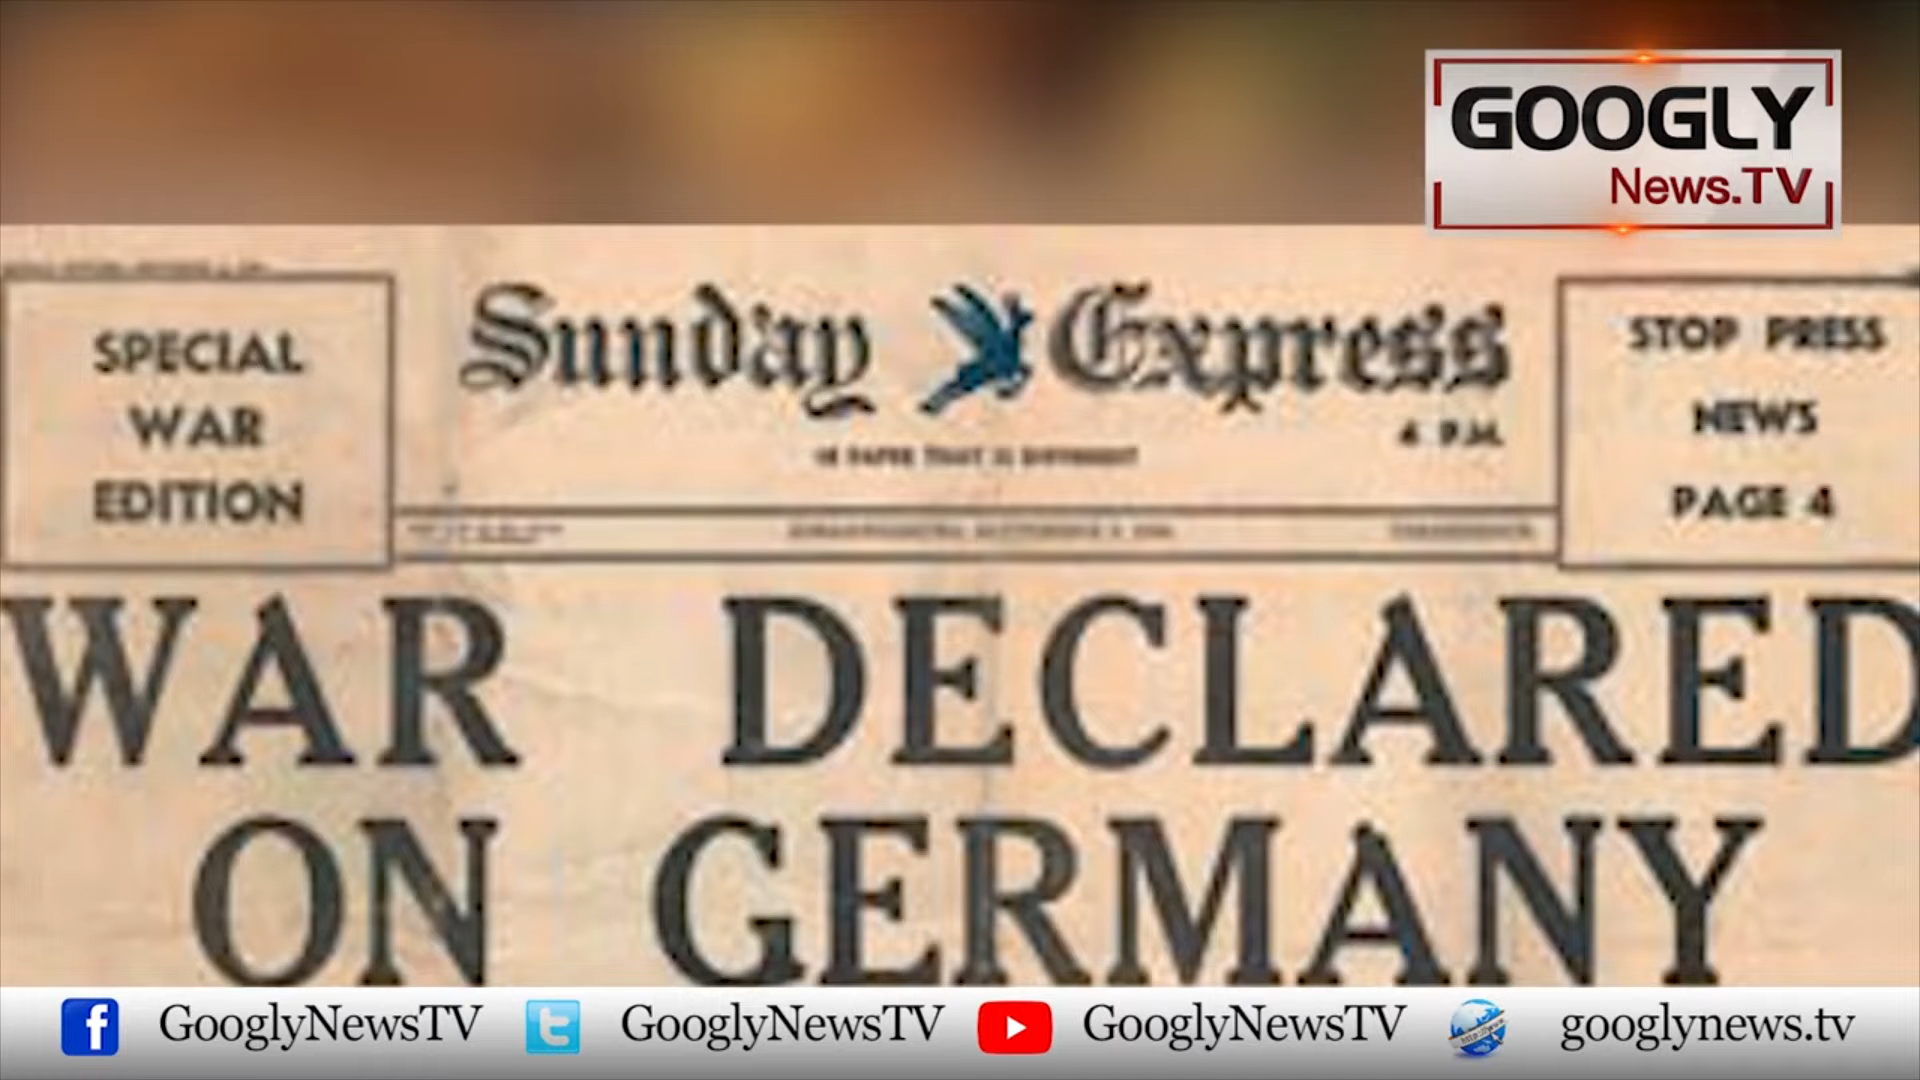 GOOGLY
News.TV
SPECIAL
WAR
EDITION
Sunday Express
4 P.M.
STOP PRESS
NEWS
PAGE 4
WAR DECLARED
ON GERMANY
GooglyNewsTV GooglyNewsTV GooglyNewsTV googlynews.tv